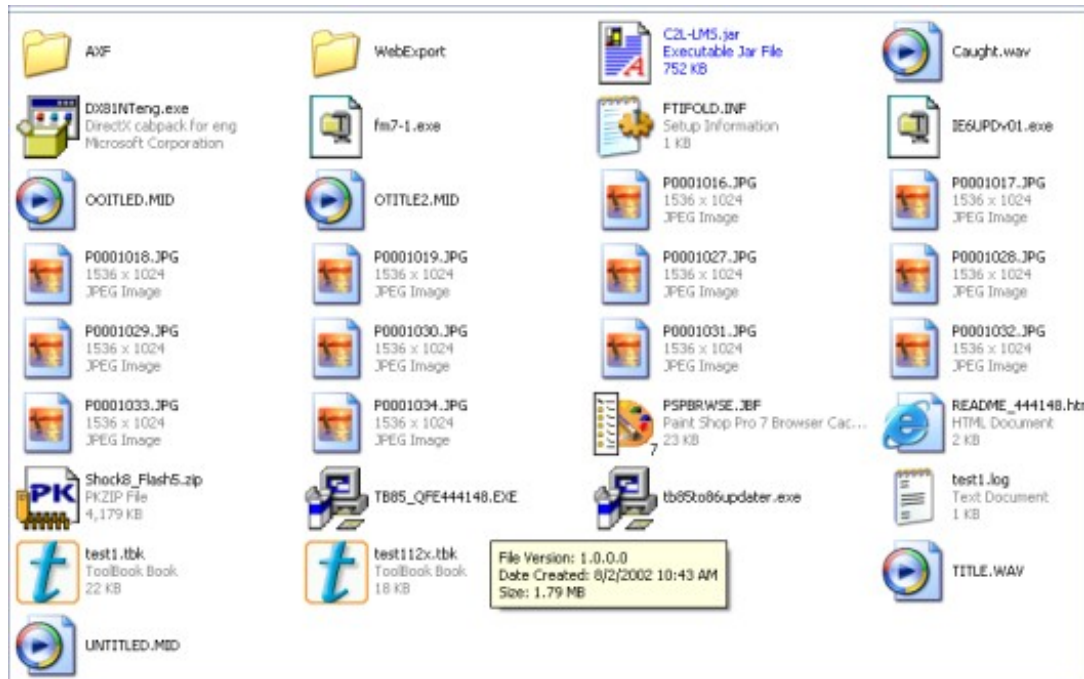 AXF
WebExport
C2L-LMS.jar
Executable Jar File
752 KB
Caught.wav
DX81NTeng.exe
DirectX cabpack for eng
Microsoft Corporation
fm7-1.exe
FTIFOLD.INF
Setup Information
1 KB
IE6UPDv01.exe
OOITLED.MID
OTITLE2.MID
P0001016.JPG
1536 x 1024
JPEG Image
P0001017.JPG
1536 x 1024
JPEG Image
P0001018.JPG
1536 x 1024
JPEG Image
P0001019.JPG
1536 x 1024
JPEG Image
P0001027.JPG
1536 x 1024
JPEG Image
P0001028.JPG
1536 x 1024
JPEG Image
P0001029.JPG
1536 x 1024
JPEG Image
P0001030.JPG
1536 x 1024
JPEG Image
P0001031.JPG
1536 x 1024
JPEG Image
P0001032.JPG
1536 x 1024
JPEG Image
P0001033.JPG
1536 x 1024
JPEG Image
P0001034.JPG
1536 x 1024
JPEG Image
7
PSPBRWSE.JBF
Paint Shop Pro 7 Browser Cac...
23 KB
README_444148.htm
HTML Document
2 KB
PK
Shock8_Flash5.zip
PKZIP File
4,179 KB
TB85_QFE444148.EXE
tb85to86updater.exe
test1.log
Text Document
1 KB
t
test1.tbk
ToolBook Book
22 KB
t
test112x.tbk
ToolBook Book
18 KB
File Version: 1.0.0.0
Date Created: 8/2/2002 10:43 AM
Size: 1.79 MB
TITLE.WAV
UNTITLED.MID